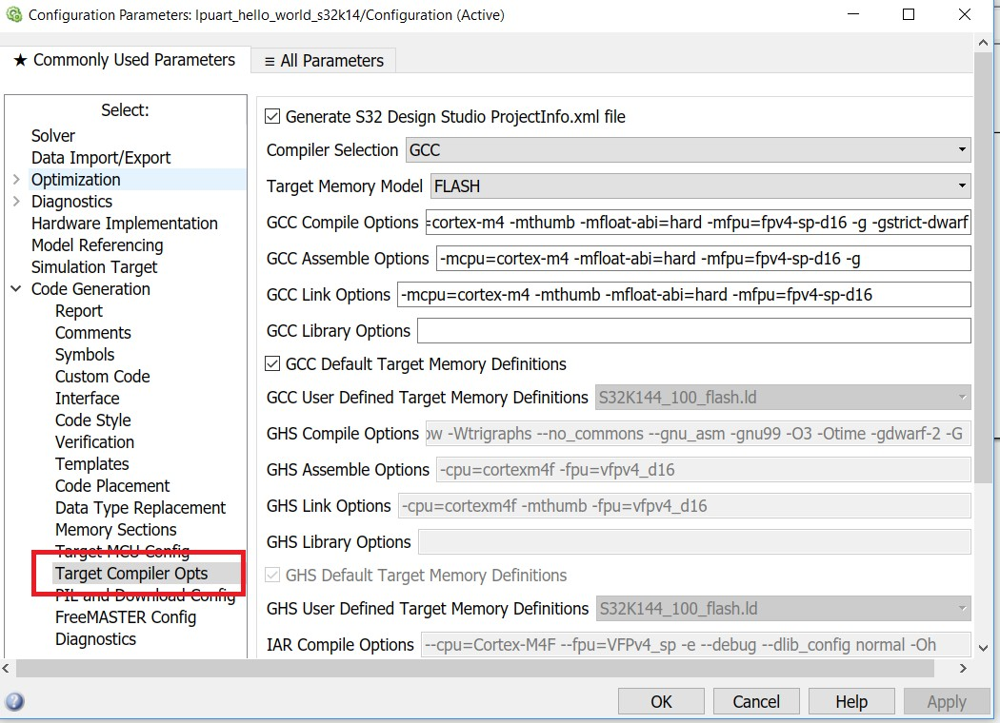 Configuration Parameters: lpuart_hello_world_s32k14/Configuration (Active)
★ Commonly Used Parameters
≡ All Parameters
Select:
Solver
Data Import/Export
Optimization
Diagnostics
Hardware Implementation
Model Referencing
Simulation Target
Code Generation
Report
Comments
Symbols
Custom Code
Interface
Code Style
Verification
Templates
Code Placement
Data Type Replacement
Memory Sections
Target MCU Config
Target Compiler Opts
PIL and Download Config
FreeMASTER Config
Diagnostics
Generate S32 Design Studio ProjectInfo.xml file
Compiler Selection GCC
Target Memory Model FLASH
GCC Compile Options =cortex-m4 -mthumb -mfloat-abi=hard -mfpu=fpv4-sp-d16 -g -gstrict-dwarf
GCC Assemble Options -mcpu=cortex-m4 -mfloat-abi=hard -mfpu=fpv4-sp-d16 -g
GCC Link Options -mcpu=cortex-m4 -mthumb -mfloat-abi=hard -mfpu=fpv4-sp-d16
GCC Library Options
GCC Default Target Memory Definitions
GCC User Defined Target Memory Definitions S32K144_100_flash.ld
GHS Compile Options ow -Wtrigraphs --no_commons --gnu_asm -gnu99 -O3 -Otime -gdwarf-2 -G
GHS Assemble Options -cpu=cortexm4f -fpu=vfpv4_d16
GHS Link Options -cpu=cortexm4f -mthumb -fpu=vfpv4_d16
GHS Library Options
GHS Default Target Memory Definitions
GHS User Defined Target Memory Definitions S32K144_100_flash.ld
IAR Compile Options --cpu=Cortex-M4F --fpu=VFPv4_sp -e --debug --dlib_config normal -Oh
OK
Cancel
Help
Apply